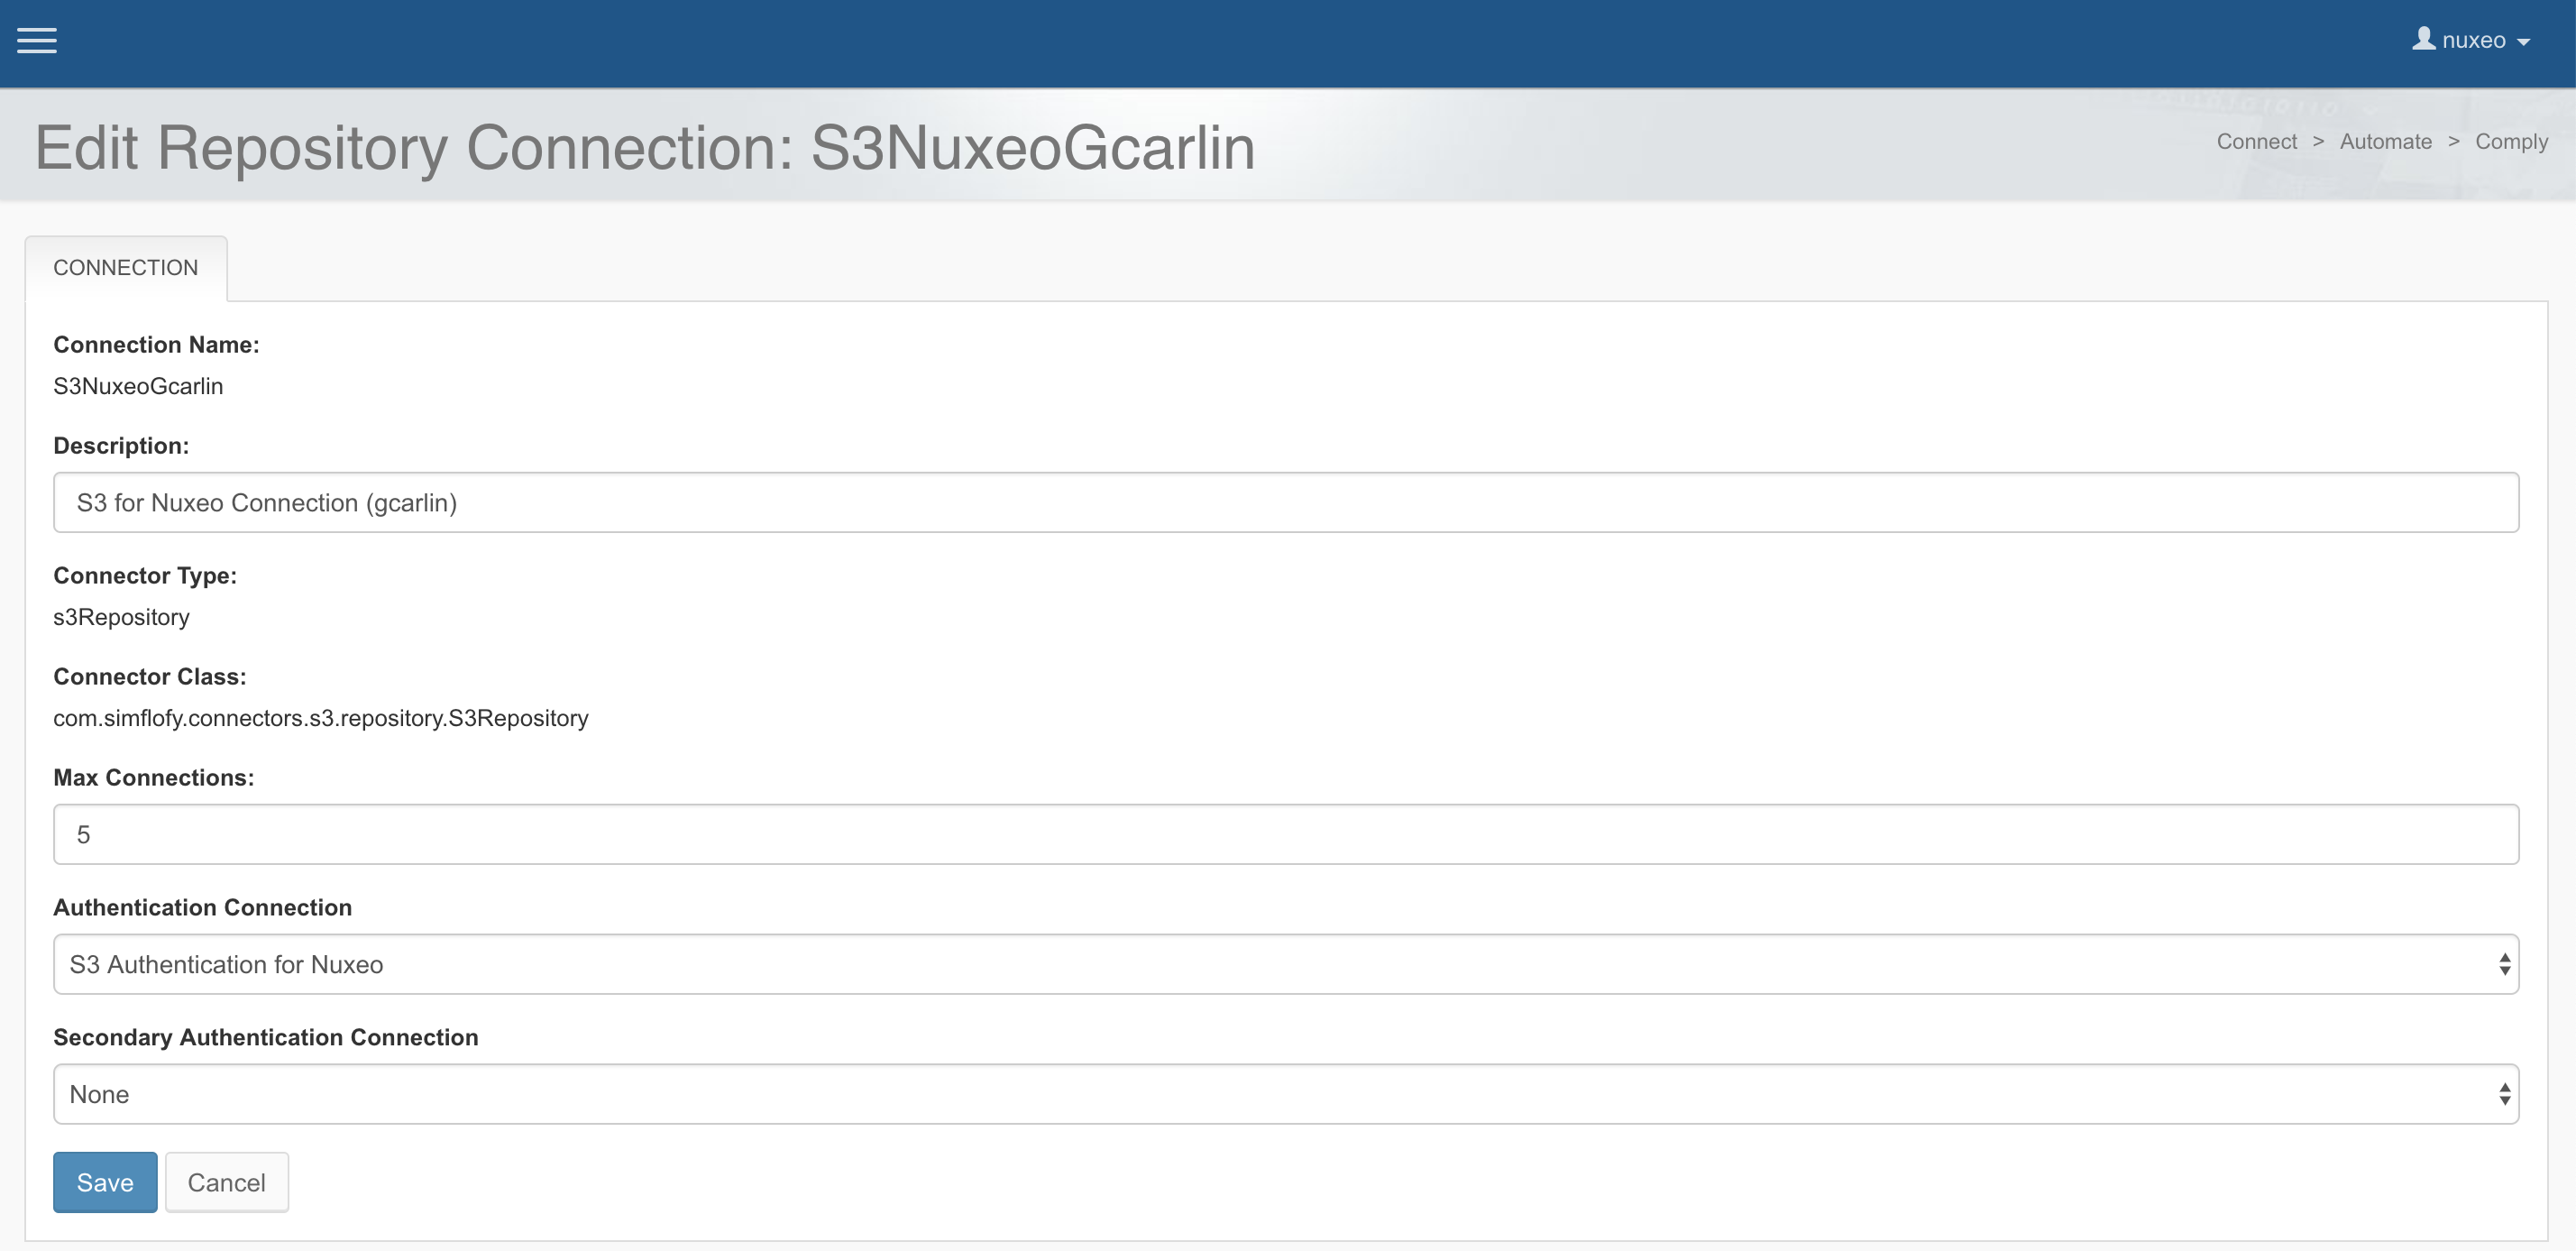 nuxeo
Edit Repository Connection: S3NuxeoGcarlin
Connect > Automate > Comply
CONNECTION
Connection Name:
S3NuxeoGcarlin
Description:
S3 for Nuxeo Connection (gcarlin)
Connector Type:
s3Repository
Connector Class:
com.simflofy.connectors.s3.repository.S3Repository
Max Connections:
5
Authentication Connection
S3 Authentication for Nuxeo
Secondary Authentication Connection
None
Save Cancel